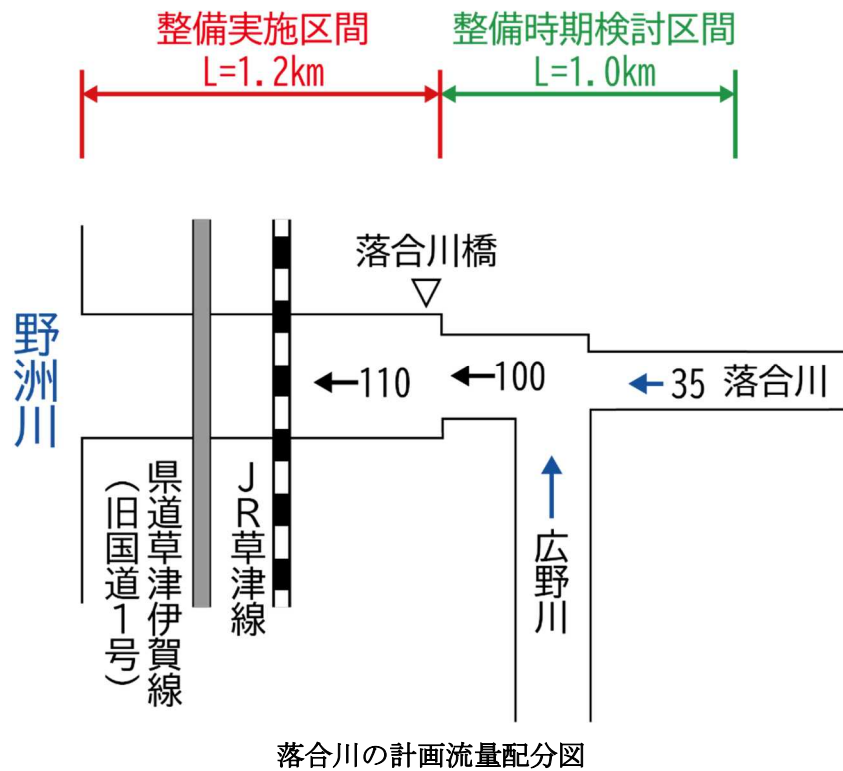 整備実施区間
L=1.2km
整備時期検討区間
L=1.0km
落合川橋
野洲川
←110
←100
←35 落合川
県道草津伊賀線
(旧国道1号)
JR草津線
広野川
落合川の計画流量配分図